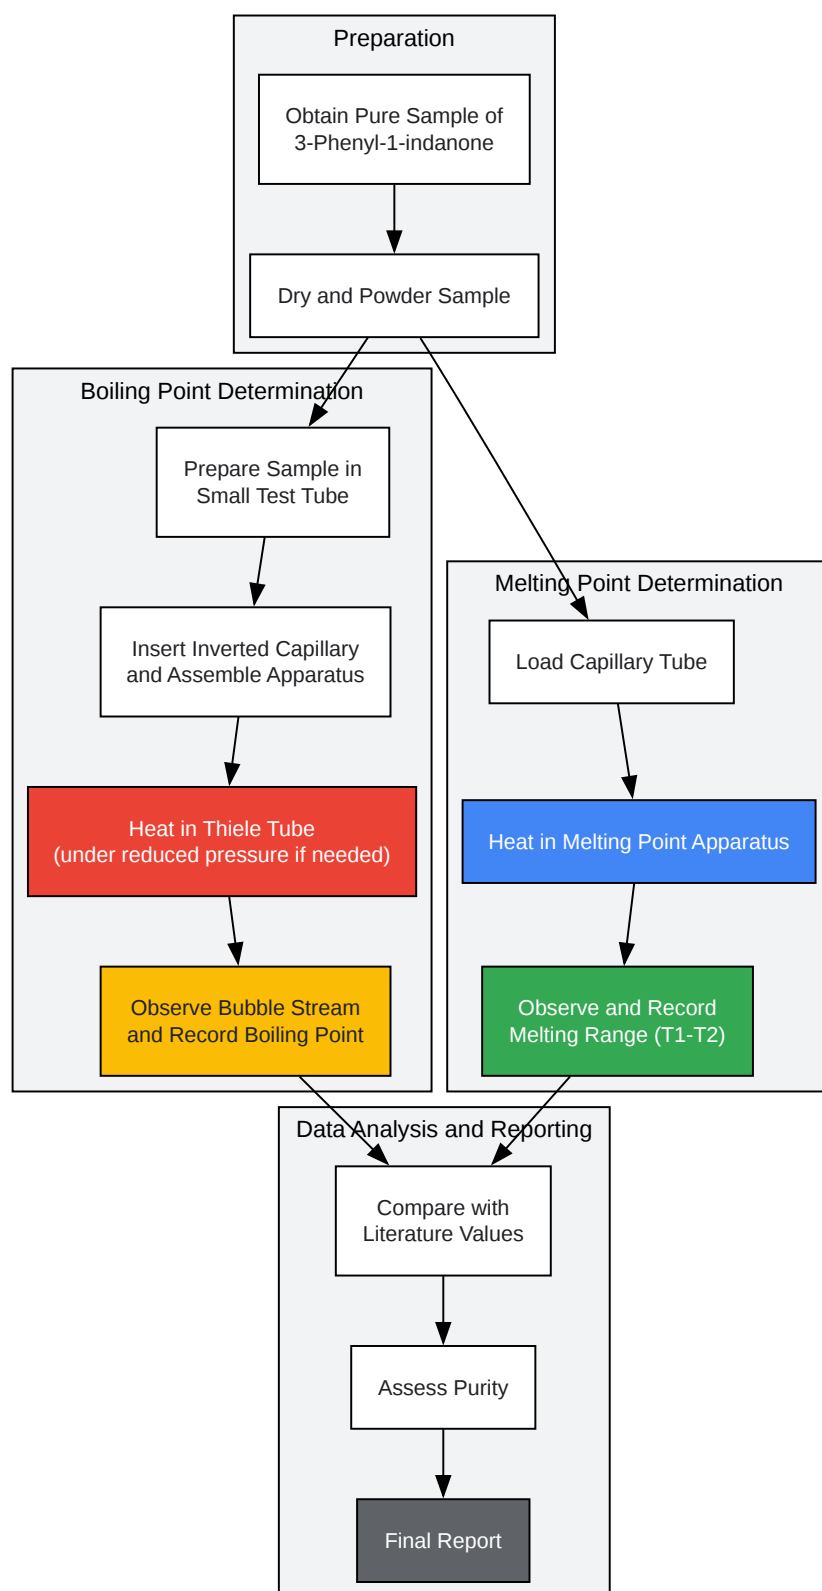 Preparation
Obtain Pure Sample of
3-Phenyl-1-indanone
Dry and Powder Sample
Boiling Point Determination
Prepare Sample in
Small Test Tube
Insert Inverted Capillary
and Assemble Apparatus
Heat in Thiele Tube
(under reduced pressure if needed)
Observe Bubble Stream
and Record Boiling Point
Melting Point Determination
Load Capillary Tube
Heat in Melting Point Apparatus
Observe and Record
Melting Range (T1-T2)
Data Analysis and Reporting
Compare with
Literature Values
Assess Purity
Final Report